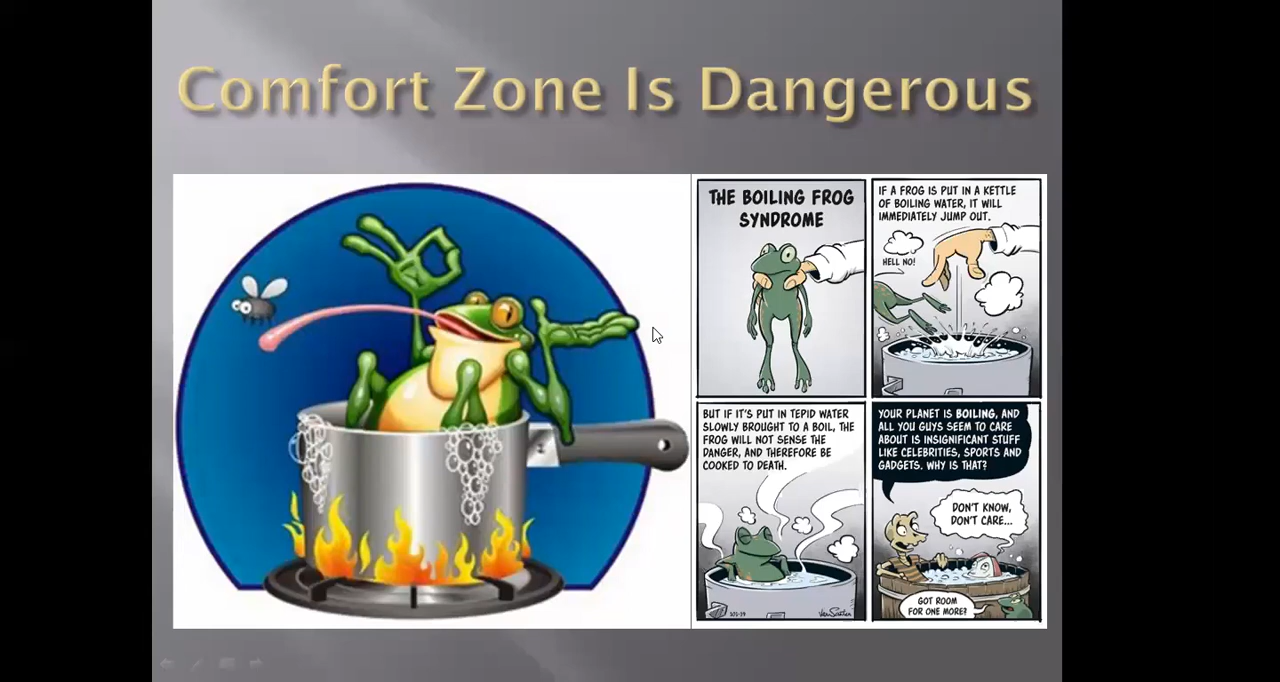 Comfort Zone Is Dangerous
THE BOILING FROG
SYNDROME
IF A FROG IS PUT IN A KETTLE
OF BOILING WATER, IT WILL
IMMEDIATELY JUMP OUT.
HELL NO!
BUT IF IT'S PUT IN TEPID WATER
SLOWLY BROUGHT TO A BOIL, THE
FROG WILL NOT SENSE THE
DANGER, AND THEREFORE BE
COOKED TO DEATH.
YOUR PLANET IS BOILING, AND
ALL YOU GUYS SEEM TO CARE
ABOUT IS INSIGNIFICANT STUFF
LIKE CELEBRITIES, SPORTS AND
GADGETS. WHY IS THAT?
DON'T KNOW,
DON'T CARE...
GOT ROOM
FOR ONE MORE?